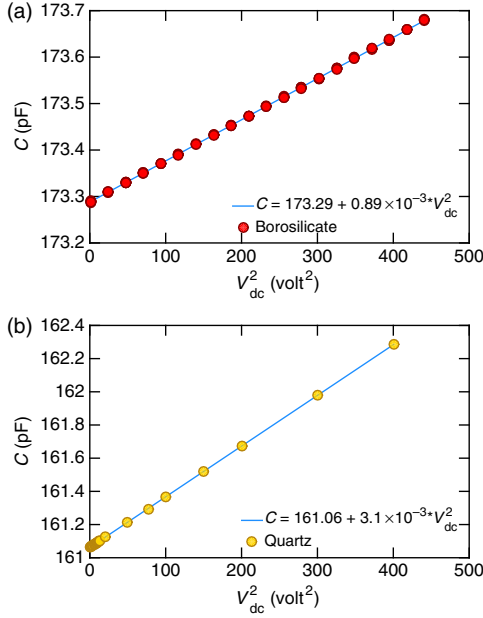 (a)
173.7
173.6
173.5
173.4
173.3
173.2
C (pF)
C = 173.29 + 0.89 × 10⁻³*V²dc
Borosilicate
0 100 200 300 400 500
V²dc (volt²)
(b)
162.4
162.2
162
161.8
161.6
161.4
161.2
161
C (pF)
C = 161.06 + 3.1 × 10⁻³*V²dc
Quartz
0 100 200 300 400 500
V²dc (volt²)